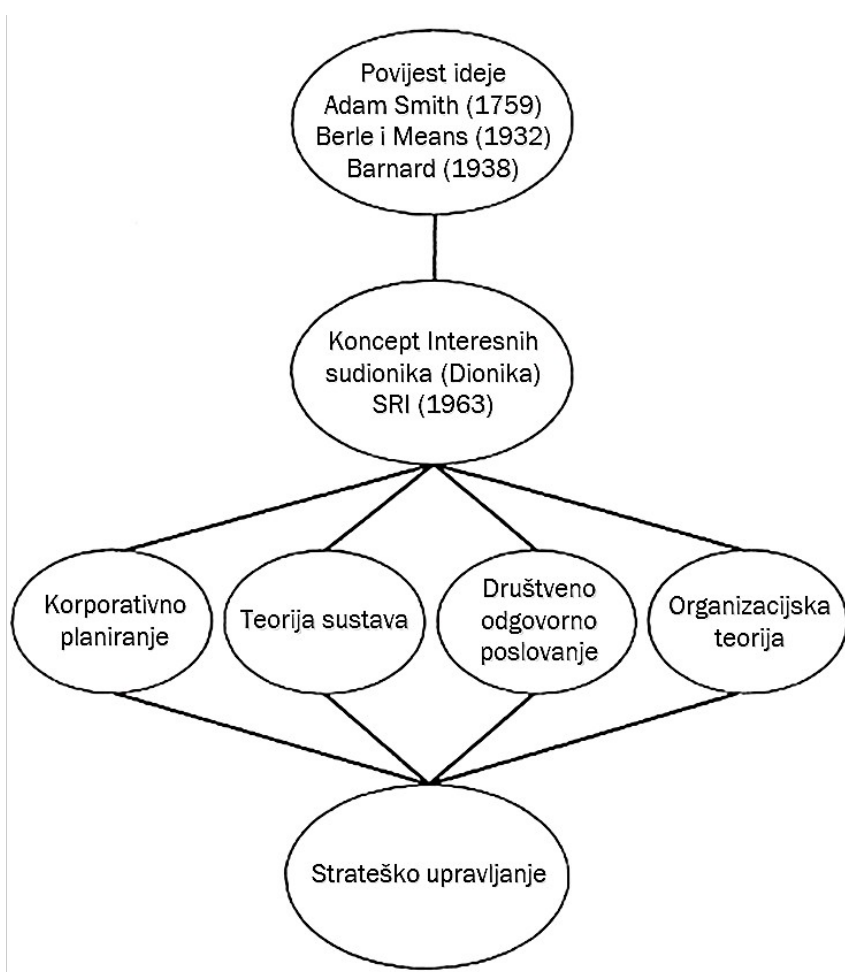 Povijest ideje
Adam Smith (1759)
Berle i Means (1932)
Barnard (1938)
Koncept Interesnih
sudionika (Dionika)
SRI (1963)
Korporativno
planiranje
Teorija sustava
Društveno
odgovorno
poslovanje
Organizacijska
teorija
Strateško upravljanje